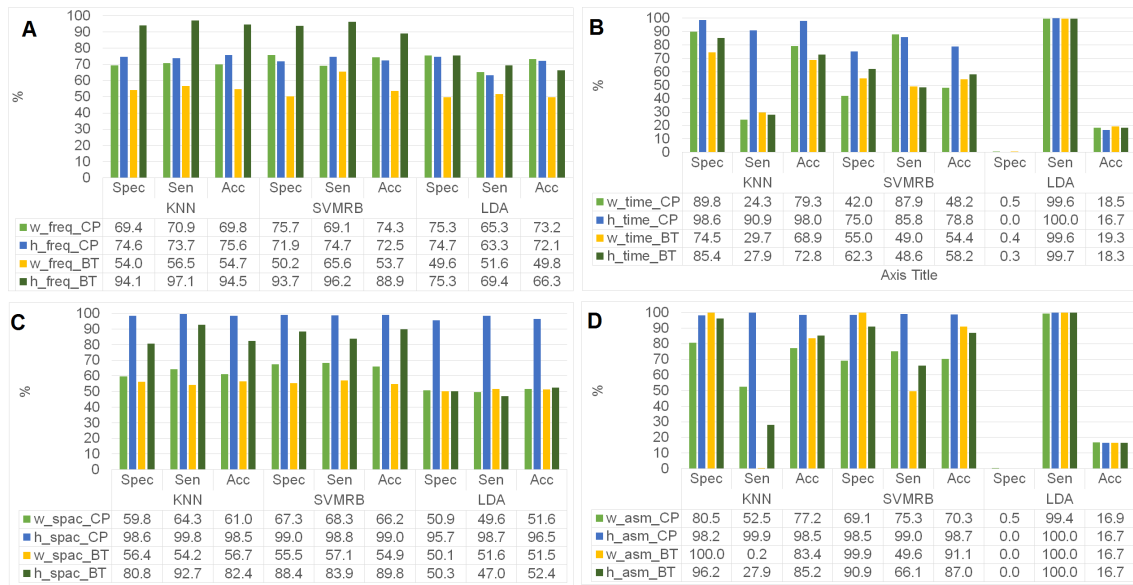 A
100
90
80
70
60
50
40
30
20
10
0
%
Spec Sen Acc Spec Sen Acc Spec Sen Acc
KNN SVMRB LDA
w_freq_CP 69.4 70.9 69.8 75.7 69.1 74.3 75.3 65.3 73.2
h_freq_CP 74.6 73.7 75.6 71.9 74.7 72.5 74.7 63.3 72.1
w_freq_BT 54.0 56.5 54.7 50.2 65.6 53.7 49.6 51.6 49.8
h_freq_BT 94.1 97.1 94.5 93.7 96.2 88.9 75.3 69.4 66.3
B
100
90
80
70
60
50
40
30
20
10
0
%
Spec Sen Acc Spec Sen Acc Spec Sen Acc
KNN SVMRB LDA
w_time_CP 89.8 24.3 79.3 42.0 87.9 48.2 0.5 99.6 18.5
h_time_CP 98.6 90.9 98.0 75.0 85.8 78.8 0.0 100.0 16.7
w_time_BT 74.5 29.7 68.9 55.0 49.0 54.4 0.4 99.6 19.3
h_time_BT 85.4 27.9 72.8 62.3 48.6 58.2 0.3 99.7 18.3
Axis Title
C
100
90
80
70
60
50
40
30
20
10
0
%
Spec Sen Acc Spec Sen Acc Spec Sen Acc
KNN SVMRB LDA
w_spac_CP 59.8 64.3 61.0 67.3 68.3 66.2 50.9 49.6 51.6
h_spac_CP 98.6 99.8 98.5 99.0 98.8 99.0 95.7 98.7 96.5
w_spac_BT 56.4 54.2 56.7 55.5 57.1 54.9 50.1 51.6 51.5
h_spac_BT 80.8 92.7 82.4 88.4 83.9 89.8 50.3 47.0 52.4
D
100
90
80
70
60
50
40
30
20
10
0
%
Spec Sen Acc Spec Sen Acc Spec Sen Acc
KNN SVMRB LDA
w_asm_CP 80.5 52.5 77.2 69.1 75.3 70.3 0.5 99.4 16.9
h_asm_CP 98.2 99.9 98.5 98.5 99.0 98.7 0.0 100.0 16.7
w_asm_BT 100.0 0.2 83.4 99.9 49.6 91.1 0.0 100.0 16.7
h_asm_BT 96.2 27.9 85.2 90.9 66.1 87.0 0.0 100.0 16.7